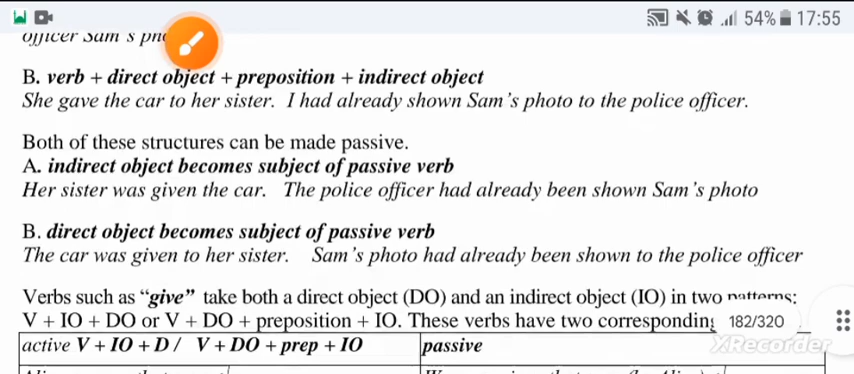 54% 17:55
officer Sam's
B. verb + direct object + preposition + indirect object
She gave the car to her sister. I had already shown Sam's photo to the police officer.
Both of these structures can be made passive.
A. indirect object becomes subject of passive verb
Her sister was given the car. The police officer had already been shown Sam's photo
B. direct object becomes subject of passive verb
The car was given to her sister. Sam's photo had already been shown to the police officer
Verbs such as “give” take both a direct object (DO) and an indirect object (IO) in two patterns:
V + IO + DO or V + DO + preposition + IO. These verbs have two corresponding 182/320
XRecorder
active V + IO + D / V + DO + prep + IO passive